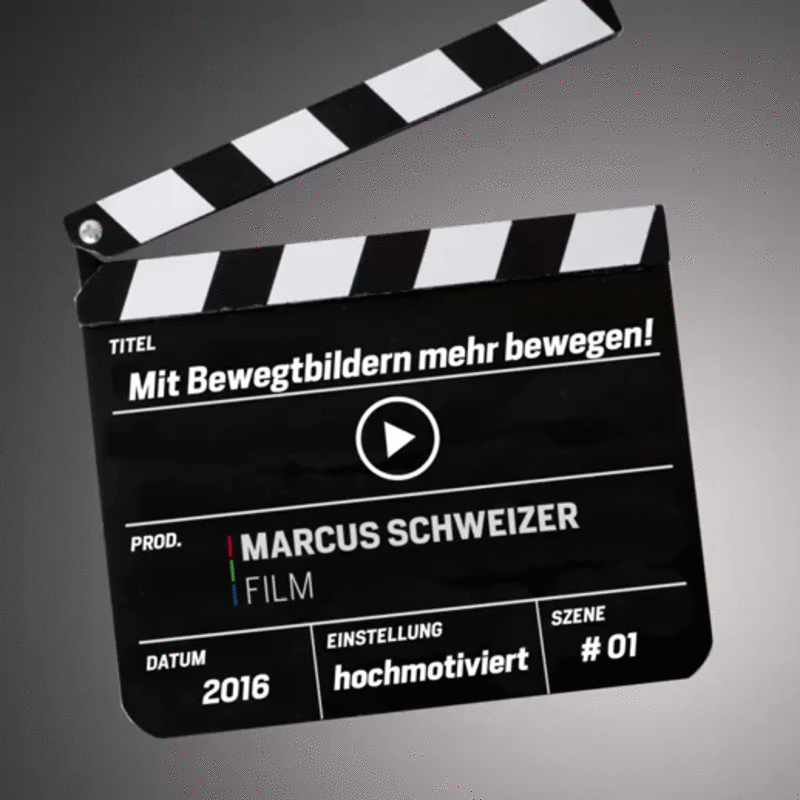 TITEL
Mit Bewegtbildern mehr bewegen!
PROD.
MARCUS SCHWEIZER
FILM
DATUM
2016
EINSTELLUNG
hochmotiviert
SZENE
# 01